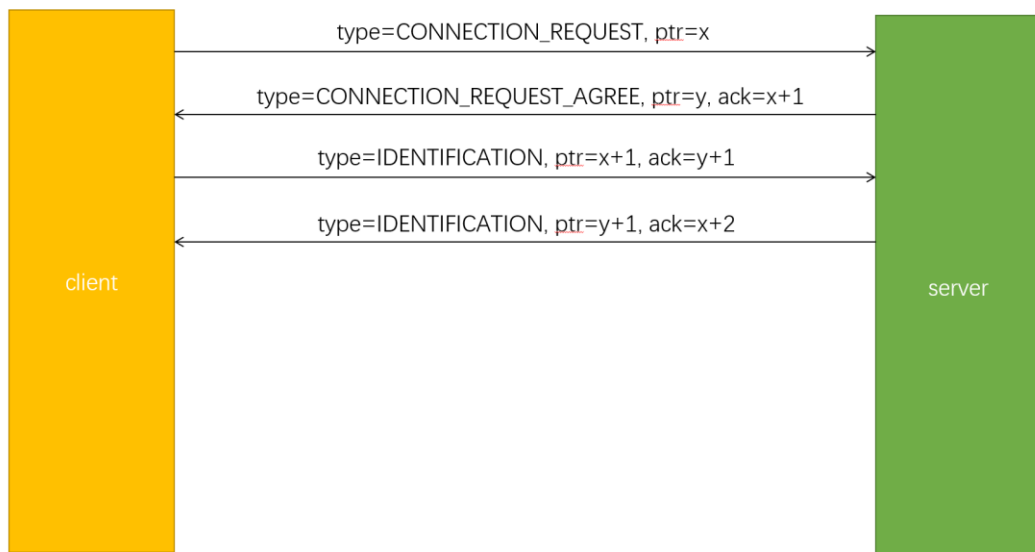 type=CONNECTION_REQUEST, ptr=x
type=CONNECTION_REQUEST_AGREE, ptr=y, ack=x+1
type=IDENTIFICATION, ptr=x+1, ack=y+1
type=IDENTIFICATION, ptr=y+1, ack=x+2
client
server